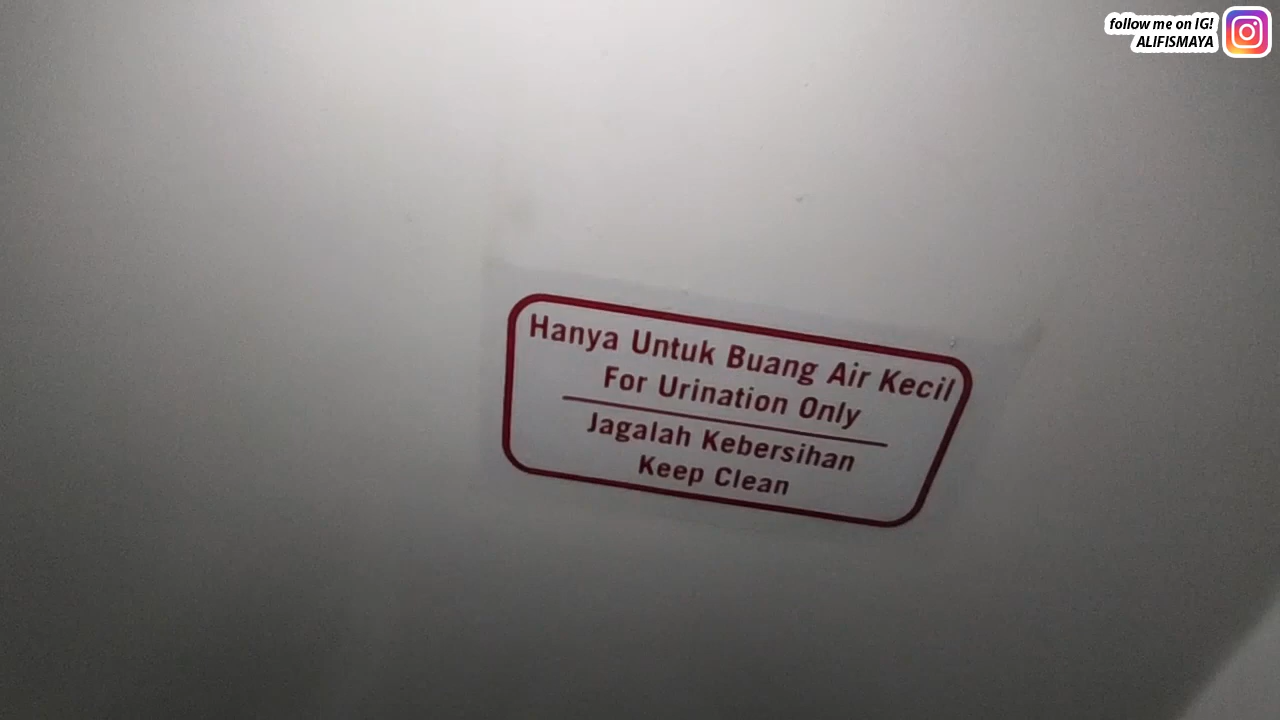 follow me on IG!
ALIFISMAYA
Hanya Untuk Buang Air Kecil
For Urination Only
Jagalah Kebersihan
Keep Clean